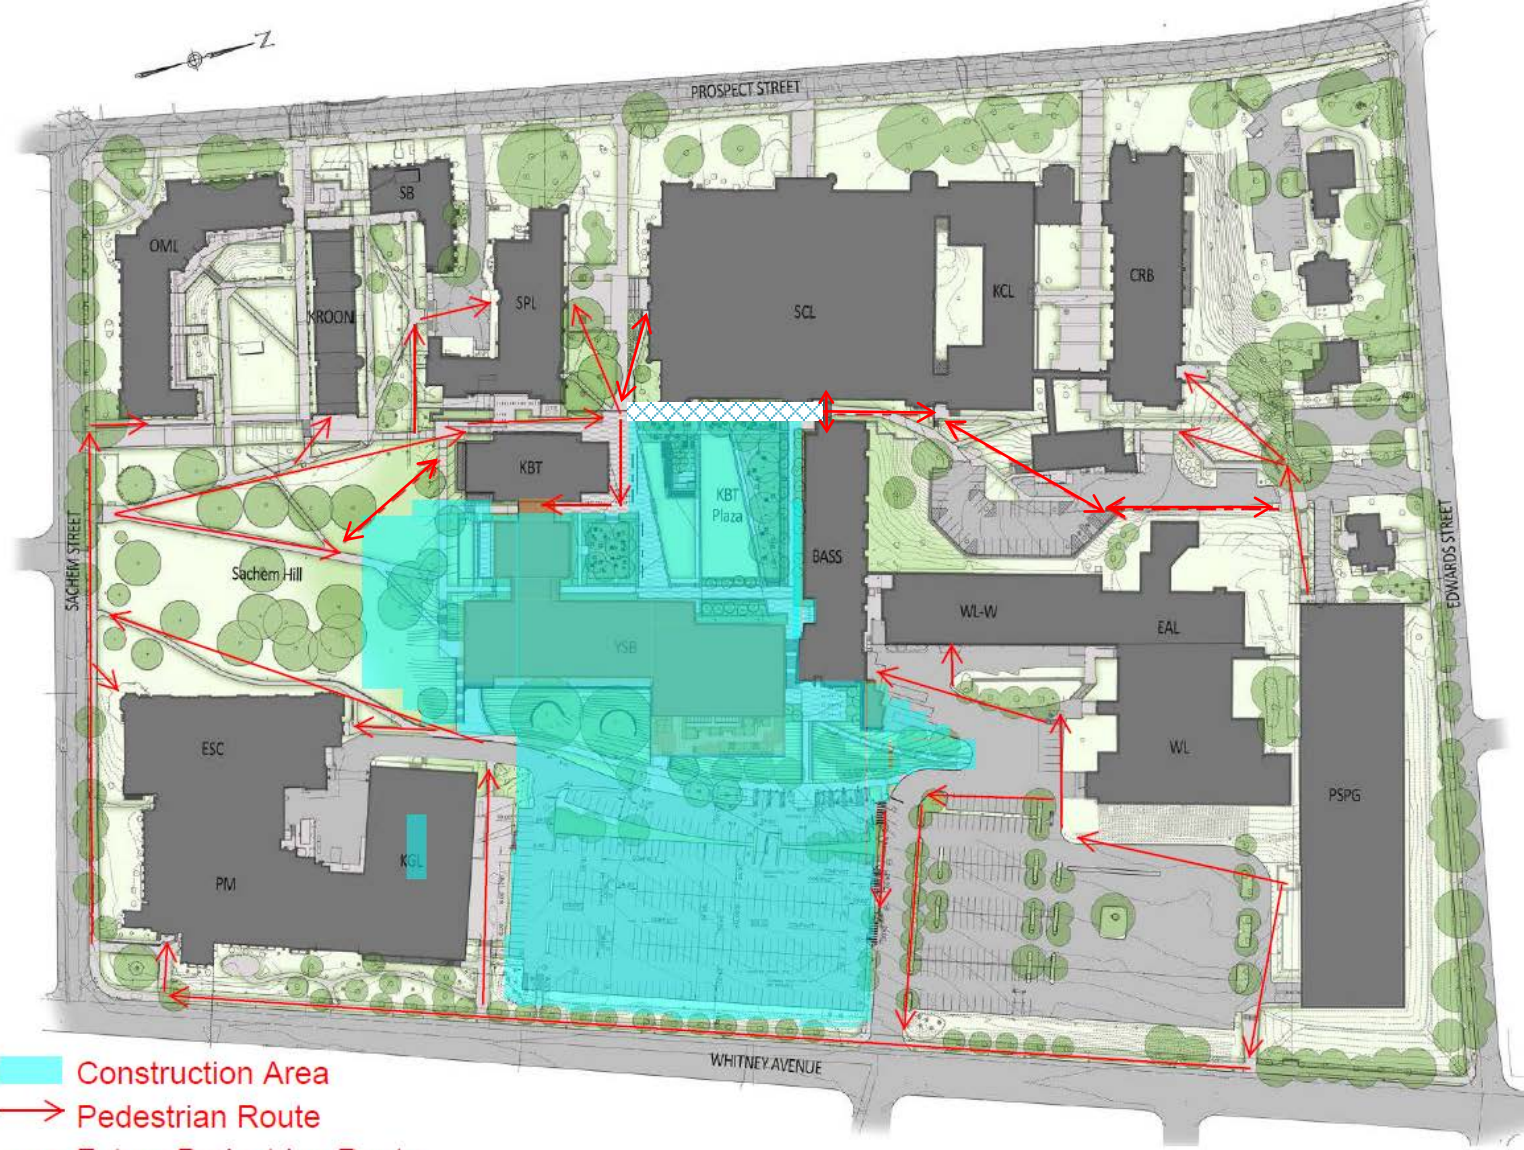 Z
PROSPECT STREET
SB
OML
KROON
SPL
SCL
KCL
CRB
KBT
KBT
Plaza
BASS
SACHEM STREET
Sachem Hill
EDWARDS STREET
WL-W
EAL
YSB
ESC
WL
PSPG
KGL
PM
WHITNEY AVENUE
Construction Area
Pedestrian Route